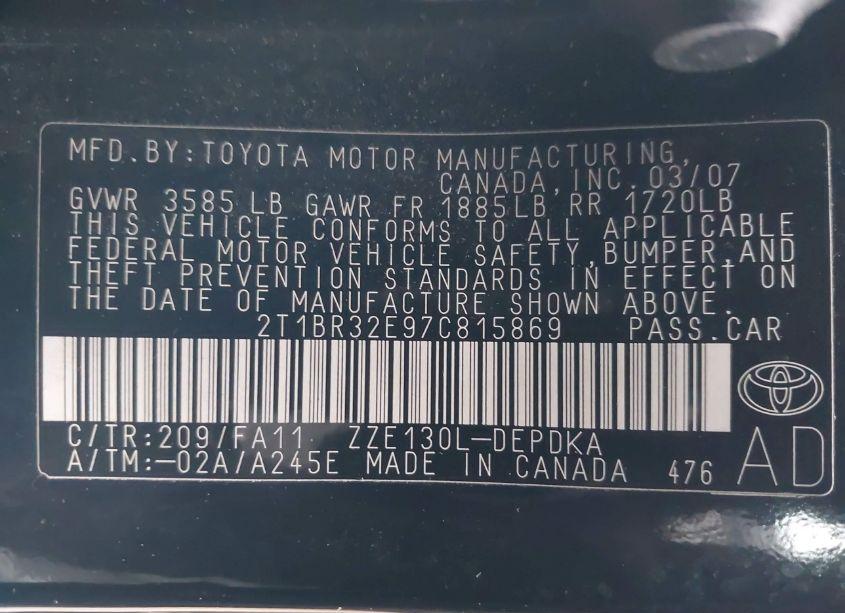 MFD.BY:TOYOTA MOTOR MANUFACTURING,
CANADA,INC.03/07
GVWR 3585LB GAWR FR 1885LB RR 1720LB
THIS VEHICLE CONFORMS TO ALL APPLICABLE
FEDERAL MOTOR VEHICLE SAFETY,BUMPER,AND
THEFT PREVENTION STANDARDS IN EFFECT ON
THE DATE OF MANUFACTURE SHOWN ABOVE.
2T1BR32E97C815869 PASS.CAR
C/TR:209/FA11 ZZE130L-DEPDKA
A/TM:-02A/A245E MADE IN CANADA 476 AD